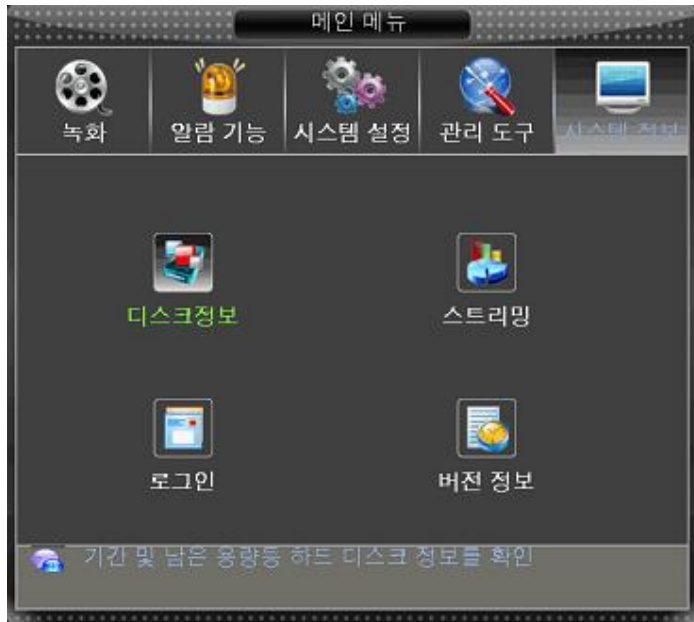 메인 메뉴
녹화
알람 기능
시스템 설정
관리 도구
시스템 정보
디스크정보
스트리밍
로그인
버전 정보
기간 및 남은 용량등 하드 디스크 정보를 확인